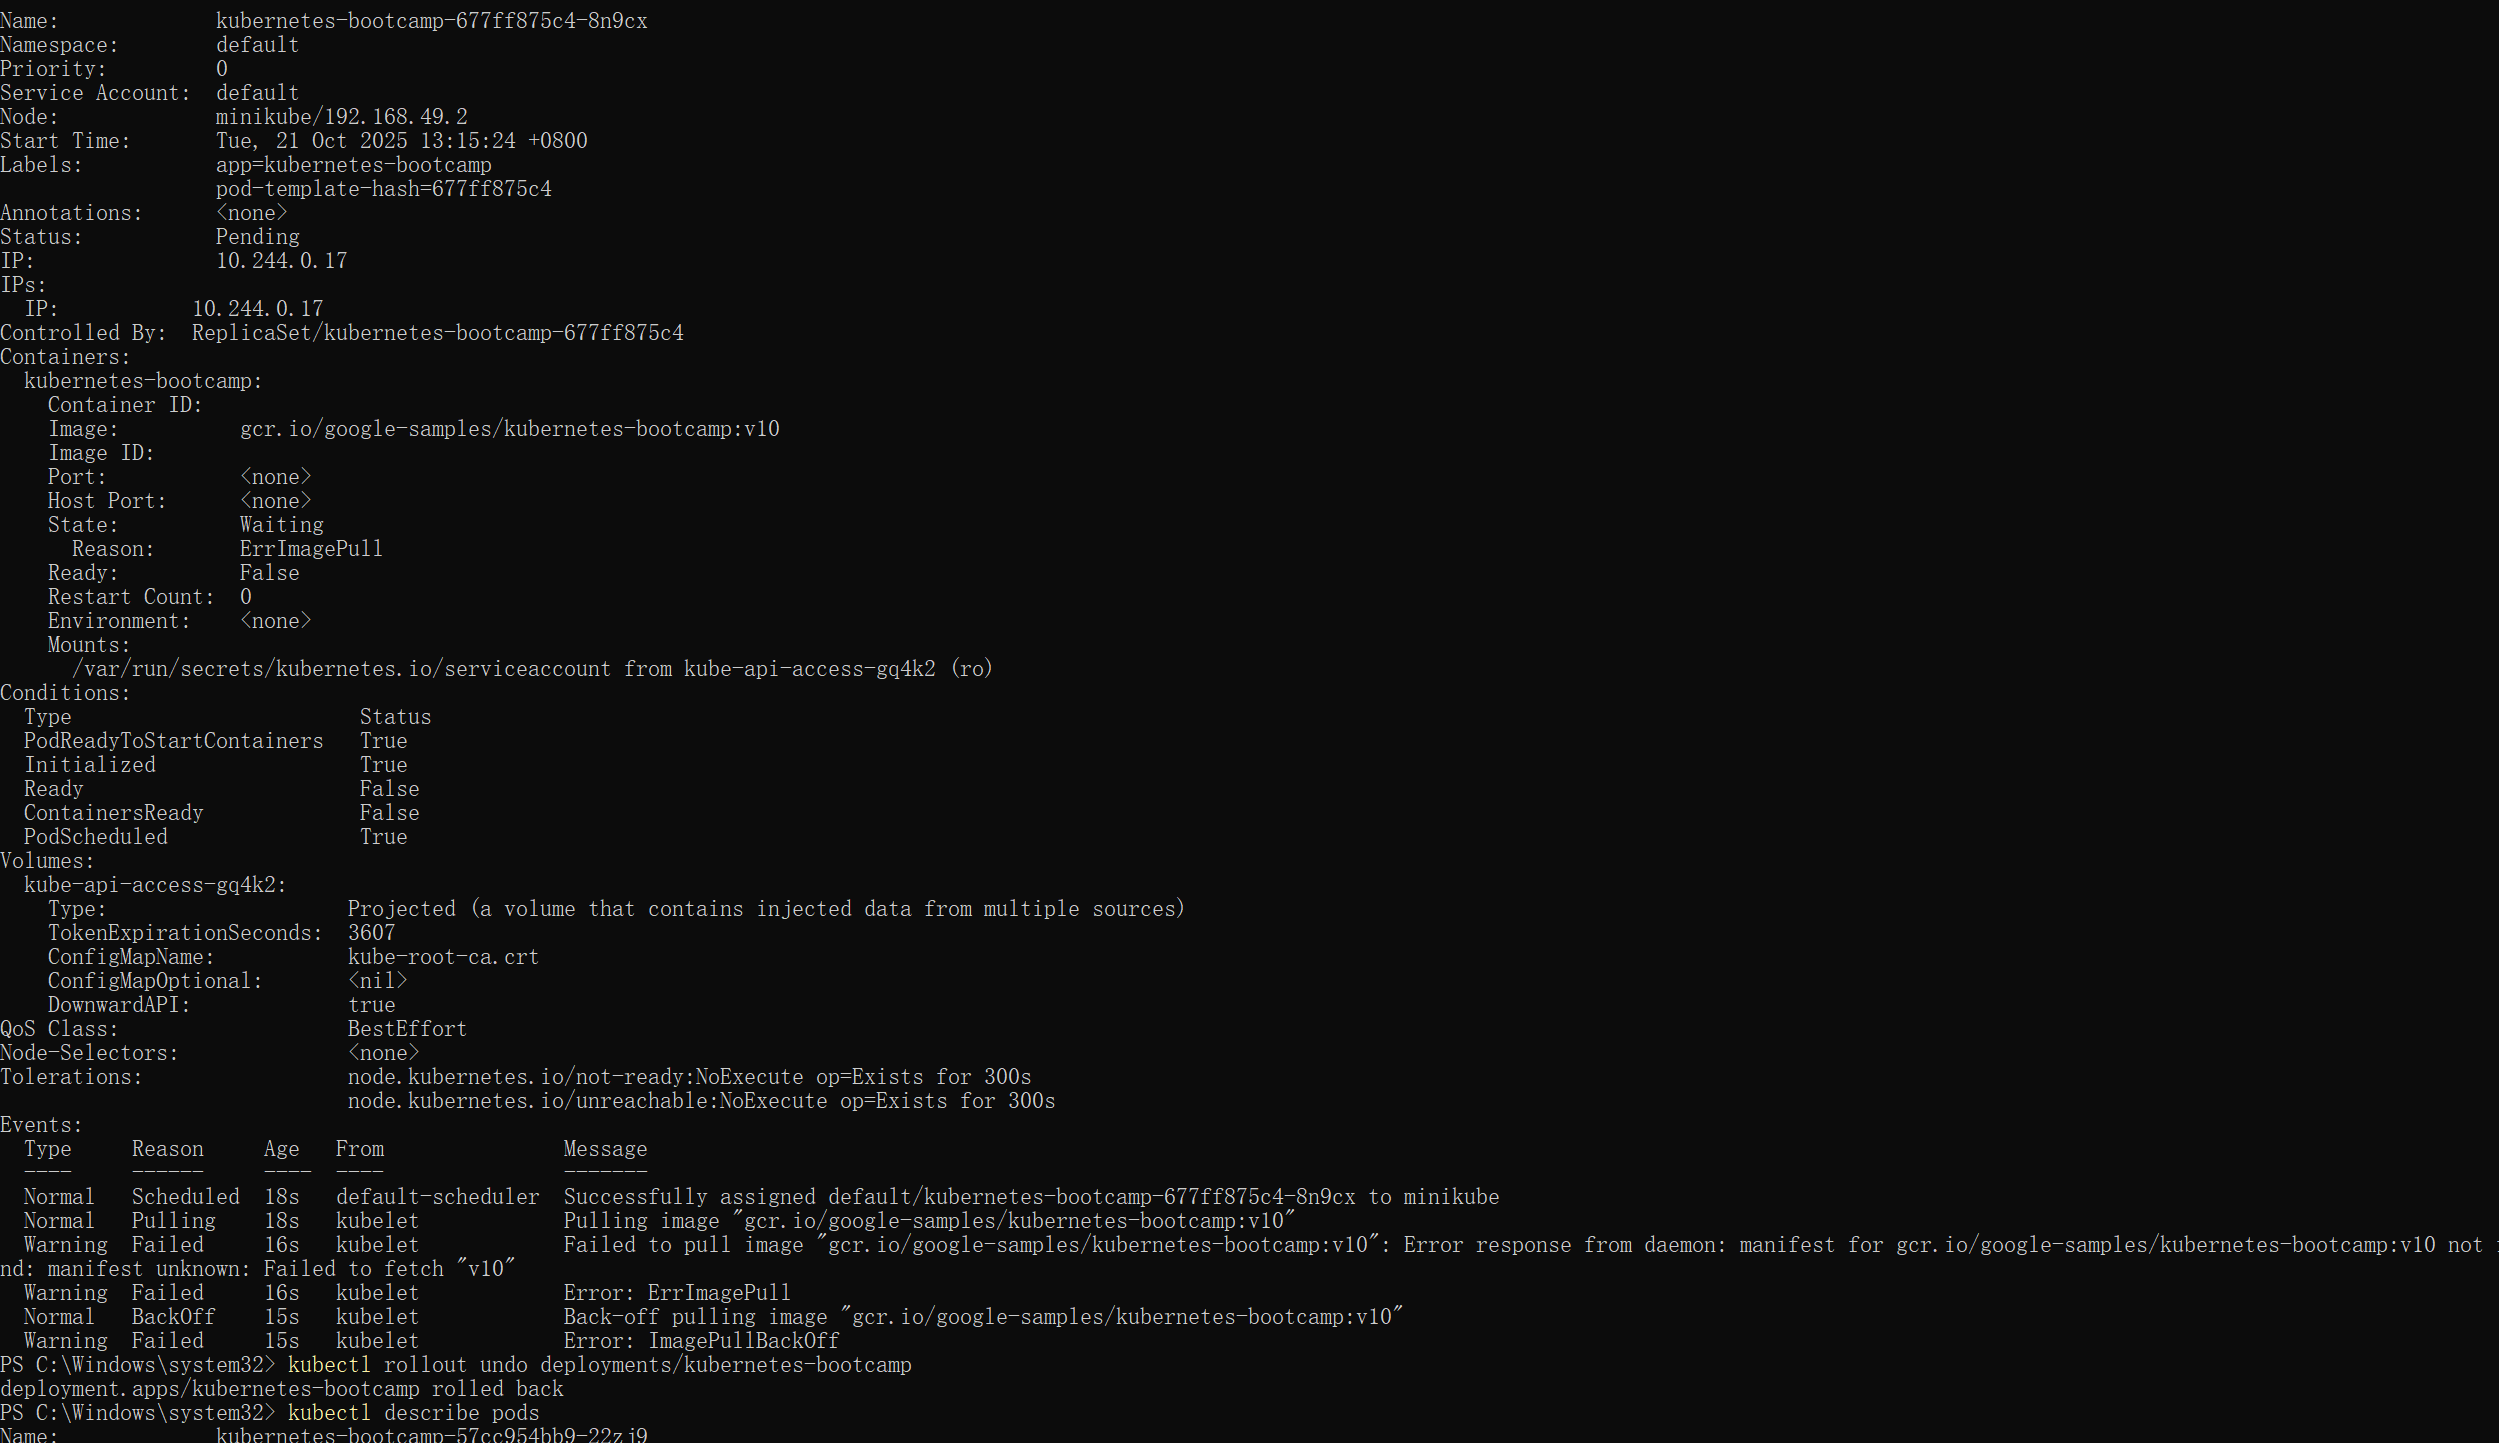 Name:             kubernetes-bootcamp-677ff875c4-8n9cx
Namespace:        default
Priority:         0
Service Account:  default
Node:             minikube/192.168.49.2
Start Time:       Tue, 21 Oct 2025 13:15:24 +0800
Labels:           app=kubernetes-bootcamp
                  pod-template-hash=677ff875c4
Annotations:      <none>
Status:           Pending
IP:               10.244.0.17
IPs:
  IP:           10.244.0.17
Controlled By:  ReplicaSet/kubernetes-bootcamp-677ff875c4
Containers:
  kubernetes-bootcamp:
    Container ID:
    Image:          gcr.io/google-samples/kubernetes-bootcamp:v10
    Image ID:
    Port:           <none>
    Host Port:      <none>
    State:          Waiting
      Reason:       ErrImagePull
    Ready:          False
    Restart Count:  0
    Environment:    <none>
    Mounts:
      /var/run/secrets/kubernetes.io/serviceaccount from kube-api-access-gq4k2 (ro)
Conditions:
  Type                        Status
  PodReadyToStartContainers   True
  Initialized                 True
  Ready                       False
  ContainersReady             False
  PodScheduled                True
Volumes:
  kube-api-access-gq4k2:
    Type:                    Projected (a volume that contains injected data from multiple sources)
    TokenExpirationSeconds:  3607
    ConfigMapName:           kube-root-ca.crt
    ConfigMapOptional:       <nil>
    DownwardAPI:             true
QoS Class:                   BestEffort
Node-Selectors:              <none>
Tolerations:                 node.kubernetes.io/not-ready:NoExecute op=Exists for 300s
                             node.kubernetes.io/unreachable:NoExecute op=Exists for 300s
Events:
  Type     Reason     Age   From               Message
  ----     ------     ----  ----               -------
  Normal   Scheduled  18s   default-scheduler  Successfully assigned default/kubernetes-bootcamp-677ff875c4-8n9cx to minikube
  Normal   Pulling    18s   kubelet            Pulling image "gcr.io/google-samples/kubernetes-bootcamp:v10"
  Warning  Failed     16s   kubelet            Failed to pull image "gcr.io/google-samples/kubernetes-bootcamp:v10": Error response from daemon: manifest for gcr.io/google-samples/kubernetes-bootcamp:v10 not
nd: manifest unknown: Failed to fetch "v10"
  Warning  Failed     16s   kubelet            Error: ErrImagePull
  Normal   BackOff    15s   kubelet            Back-off pulling image "gcr.io/google-samples/kubernetes-bootcamp:v10"
  Warning  Failed     15s   kubelet            Error: ImagePullBackOff
PS C:\Windows\system32> kubectl rollout undo deployments/kubernetes-bootcamp
deployment.apps/kubernetes-bootcamp rolled back
PS C:\Windows\system32> kubectl describe pods
Name:             kubernetes-bootcamp-57cc954bb9-22zj9